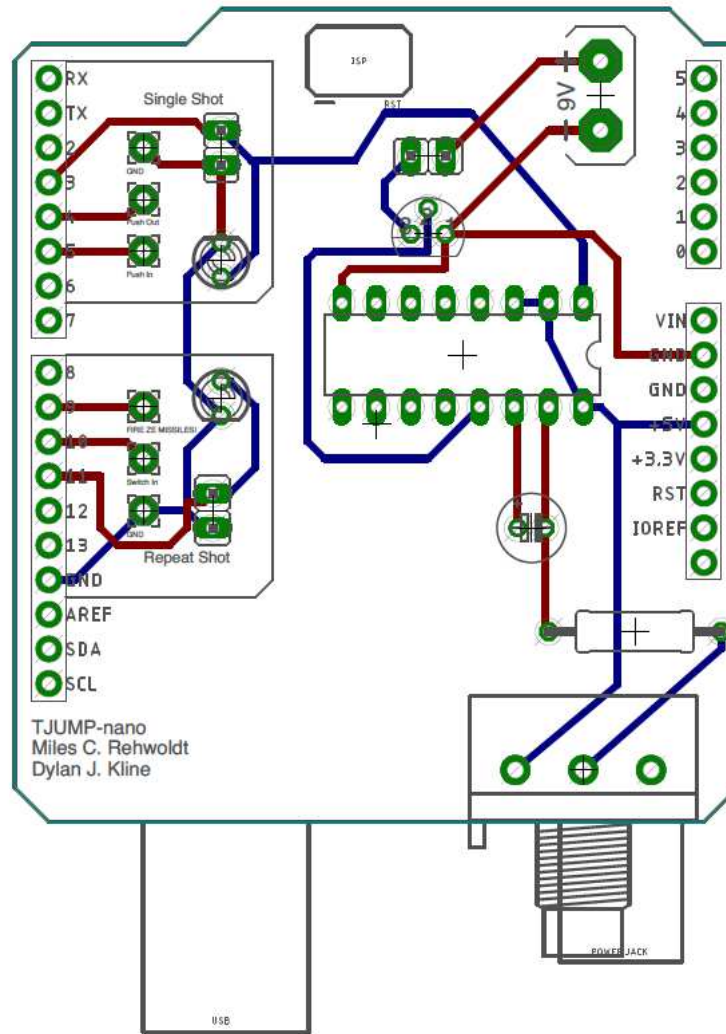 RX
TX
2
3
4
5
6
7
Single Shot
GND
Push Out
Push In
8
9
10
11
12
13
GND
AREF
SDA
SCL
FIRE ZE MISSILES!
Switch In
GND
Repeat Shot
TJUMP-nano
Miles C. Rehwoldt
Dylan J. Kline
ISP
RST
3
2
1
9V
+
-
5
4
3
2
1
0
VIN
GND
GND
+5V
+3.3V
RST
IOREF
POWER JACK
USB